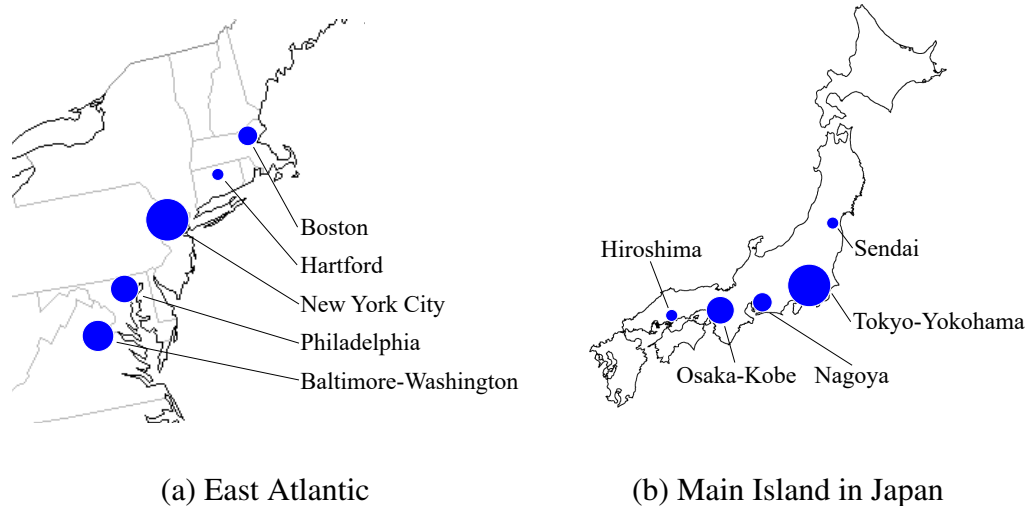 Boston
Hartford
New York City
Philadelphia
Baltimore-Washington
(a) East Atlantic
Hiroshima
Sendai
Tokyo-Yokohama
Osaka-Kobe
Nagoya
(b) Main Island in Japan